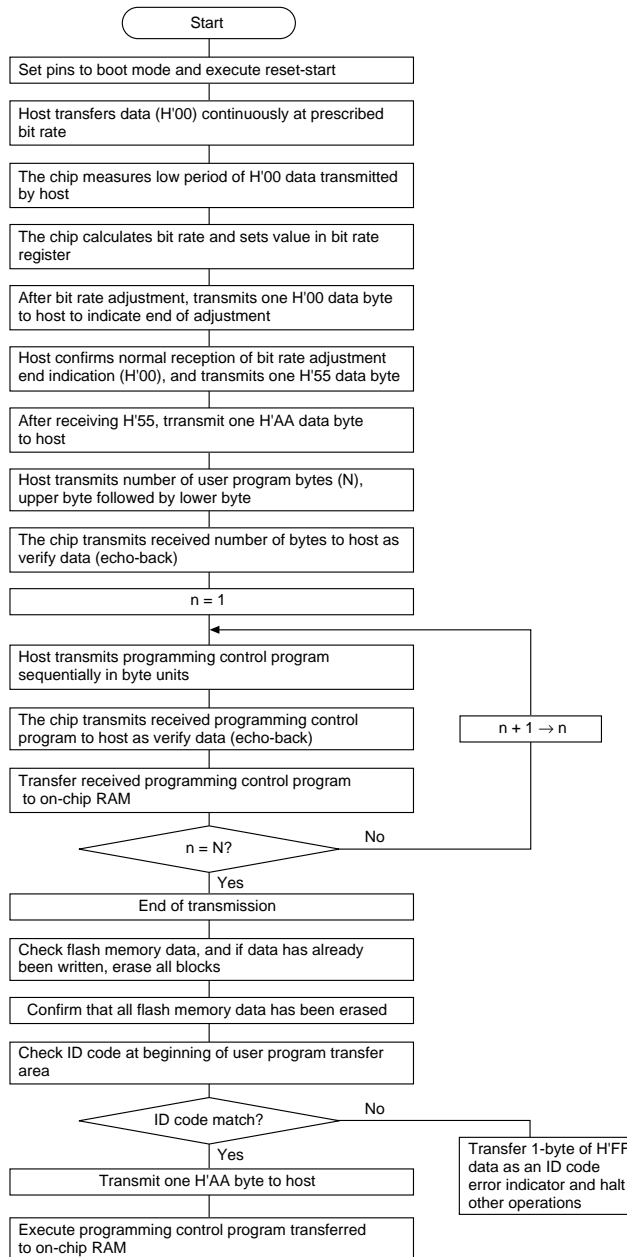 Start
Set pins to boot mode and execute reset-start
Host transfers data (H'00) continuously at prescribed
bit rate
The chip measures low period of H'00 data transmitted
by host
The chip calculates bit rate and sets value in bit rate
register
After bit rate adjustment, transmits one H'00 data byte
to host to indicate end of adjustment
Host confirms normal reception of bit rate adjustment
end indication (H'00), and transmits one H'55 data byte
After receiving H'55, trransmit one H'AA data byte
to host
Host transmits number of user program bytes (N),
upper byte followed by lower byte
The chip transmits received number of bytes to host as
verify data (echo-back)
n = 1
Host transmits programming control program
sequentially in byte units
The chip transmits received programming control
program to host as verify data (echo-back)
n + 1 → n
Transfer received programming control program
to on-chip RAM
n = N?
No
Yes
End of transmission
Check flash memory data, and if data has already
been written, erase all blocks
Confirm that all flash memory data has been erased
Check ID code at beginning of user program transfer
area
ID code match?
No
Yes
Transfer 1-byte of H'FF
data as an ID code
error indicator and halt
other operations
Transmit one H'AA byte to host
Execute programming control program transferred
to on-chip RAM